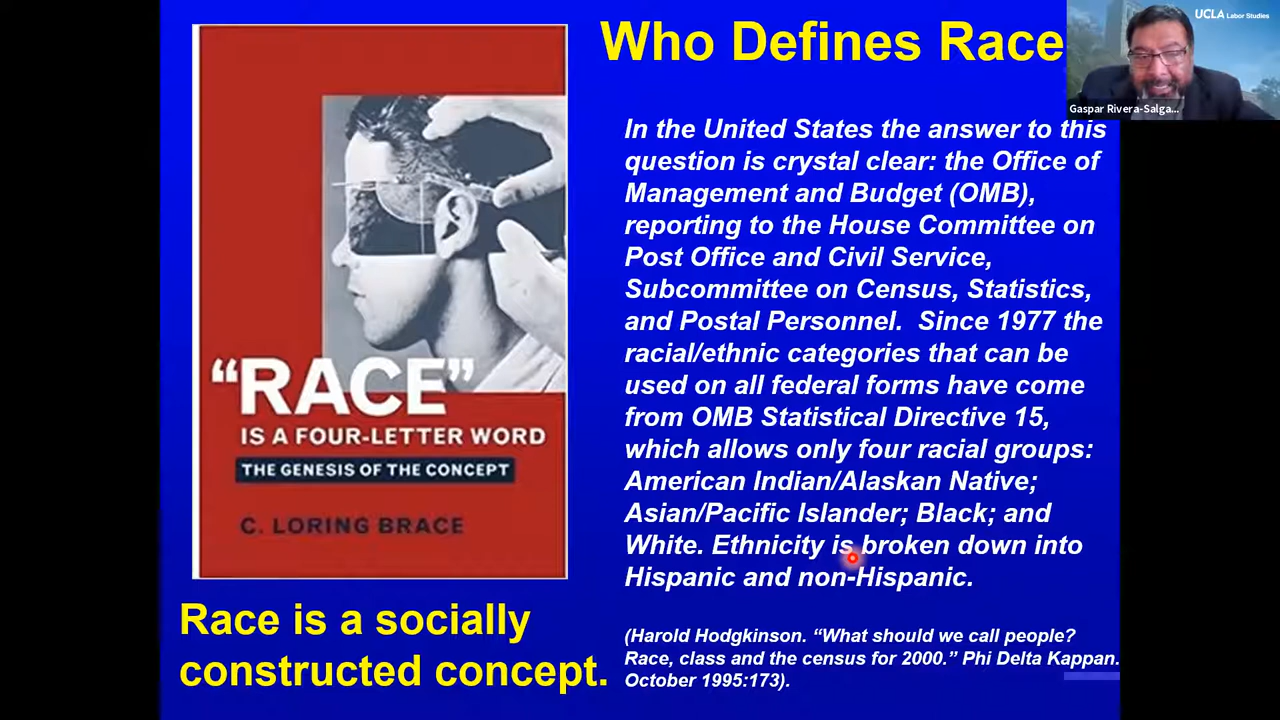 Who Defines Race
UCLA Labor Studies
Gaspar Rivera-Salga...
"RACE"
IS A FOUR-LETTER WORD
THE GENESIS OF THE CONCEPT
C. LORING BRACE
Race is a socially
constructed concept.
In the United States the answer to this
question is crystal clear: the Office of
Management and Budget (OMB),
reporting to the House Committee on
Post Office and Civil Service,
Subcommittee on Census, Statistics,
and Postal Personnel.  Since 1977 the
racial/ethnic categories that can be
used on all federal forms have come
from OMB Statistical Directive 15,
which allows only four racial groups:
American Indian/Alaskan Native;
Asian/Pacific Islander; Black; and
White. Ethnicity is broken down into
Hispanic and non-Hispanic.
(Harold Hodgkinson. “What should we call people?
Race, class and the census for 2000.” Phi Delta Kappan.
October 1995:173).